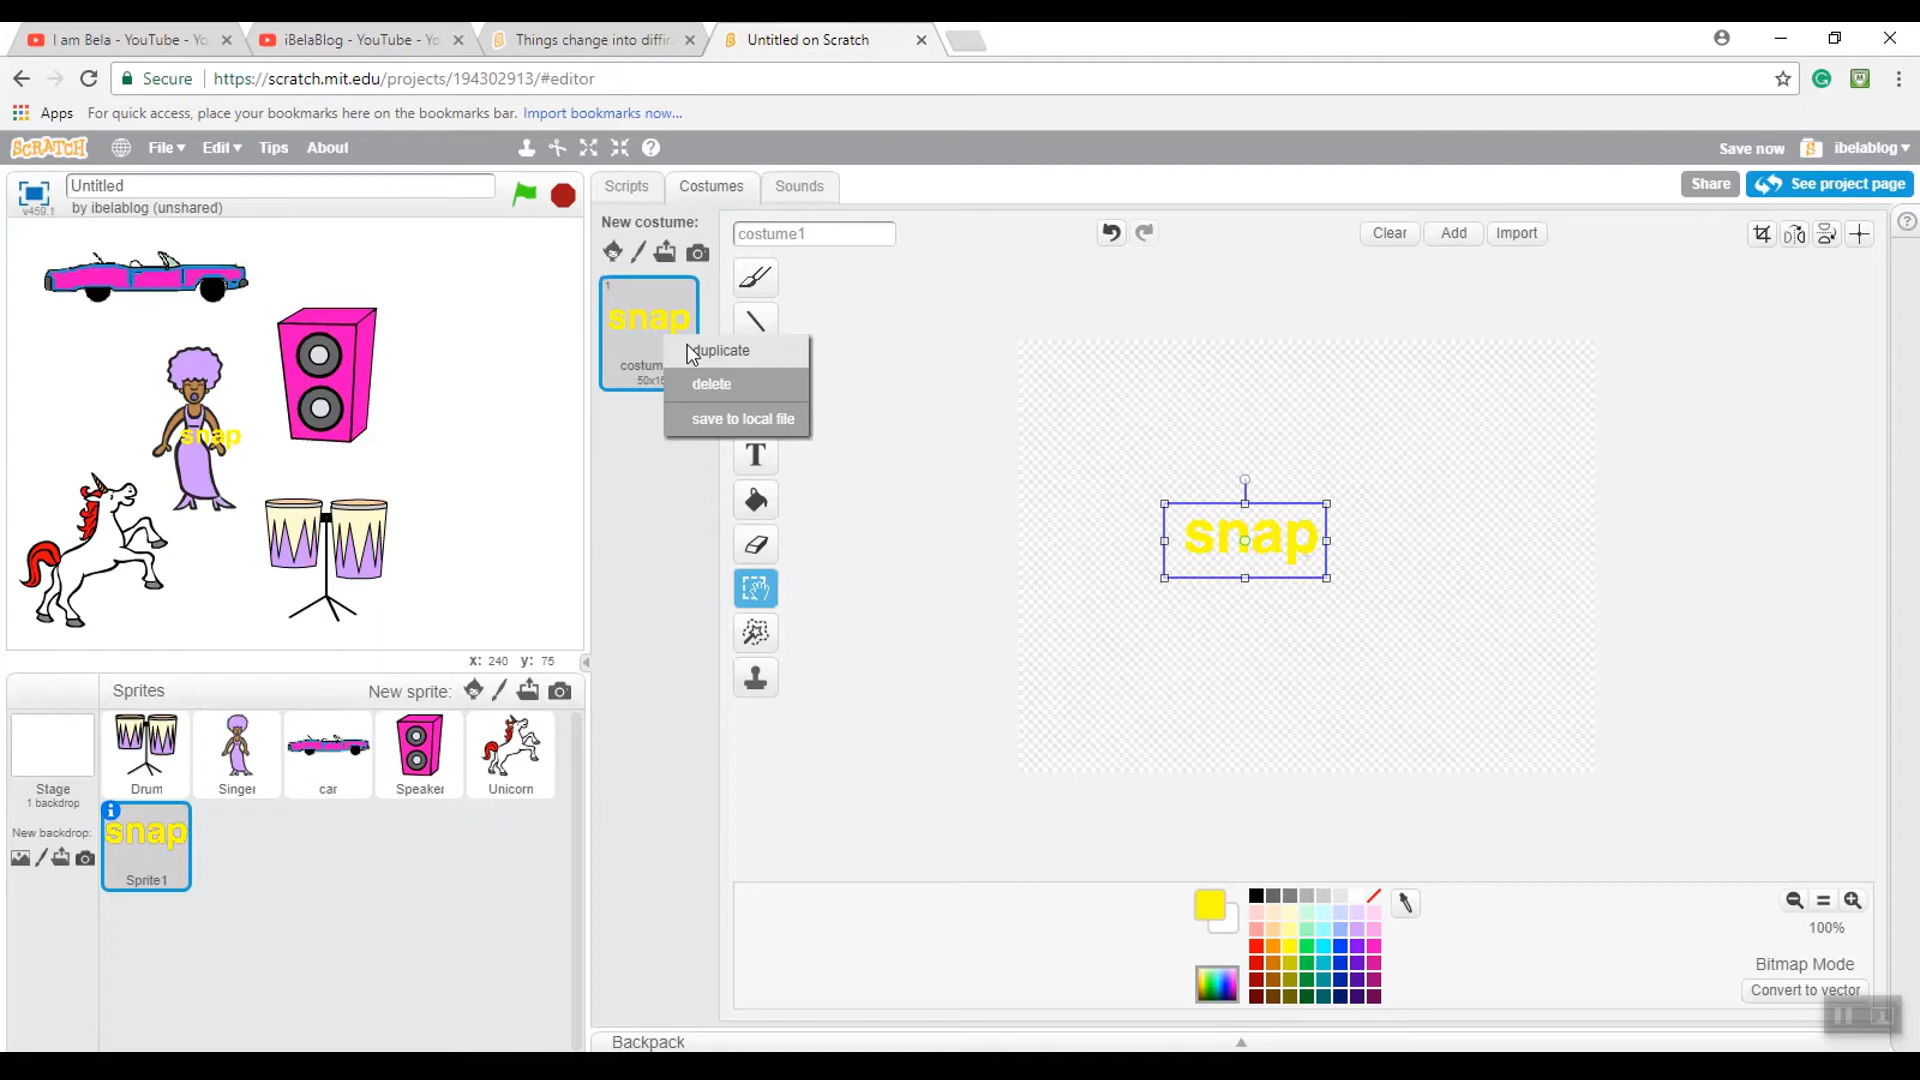 I am Bela - YouTube - Yo
iBelaBlog - YouTube - Yo
Things change into diffi
Untitled on Scratch
Secure
https://scratch.mit.edu/projects/194302913/#editor
Apps
For quick access, place your bookmarks here on the bookmarks bar. Import bookmarks now...
SCRATCH
File
Edit
Tips
About
Save now
ibelablog
Untitled
by ibelablog (unshared)
v459.1
Scripts
Costumes
Sounds
Share
See project page
New costume:
costume1
Clear
Add
Import
1
snap
costum
50x15
duplicate
delete
save to local file
T
snap
snap
x: 240 y: 75
Sprites
New sprite:
Drum
Singer
car
Speaker
Unicorn
Stage
1 backdrop
New backdrop:
snap
Sprite1
100%
Bitmap Mode
Convert to vector
Backpack